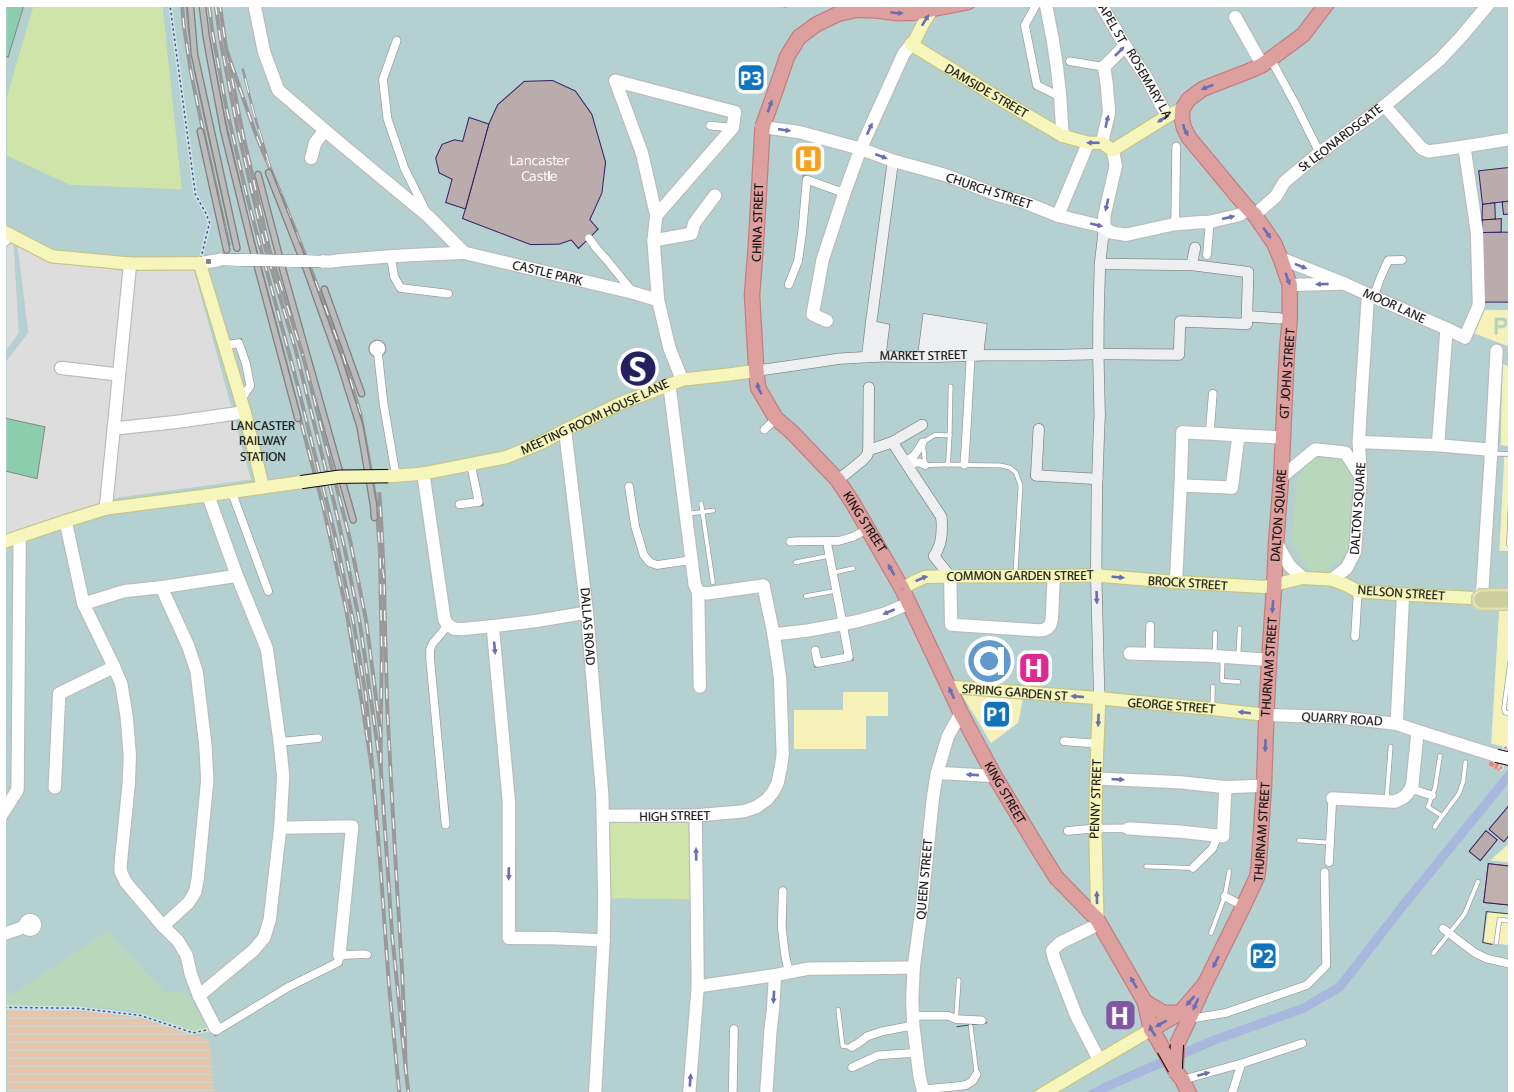 APEL ST
ROSEMARY LA
P3
DAMSIDE STREET
H
St LEONARDSGATE
Lancaster
Castle
CHURCH STREET
CHINA STREET
CASTLE PARK
MOOR LANE
P
MARKET STREET
S
GT JOHN STREET
MEETING ROOM HOUSE LANE
LANCASTER
RAILWAY
STATION
KING STREET
DALTON SQUARE
DALTON SQUARE
COMMON GARDEN STREET
BROCK STREET
NELSON STREET
DALLAS ROAD
a
H
THURNAM STREET
SPRING GARDEN ST
P1
GEORGE STREET
QUARRY ROAD
KING STREET
PENNY STREET
HIGH STREET
THURNAM STREET
QUEEN STREET
P2
H